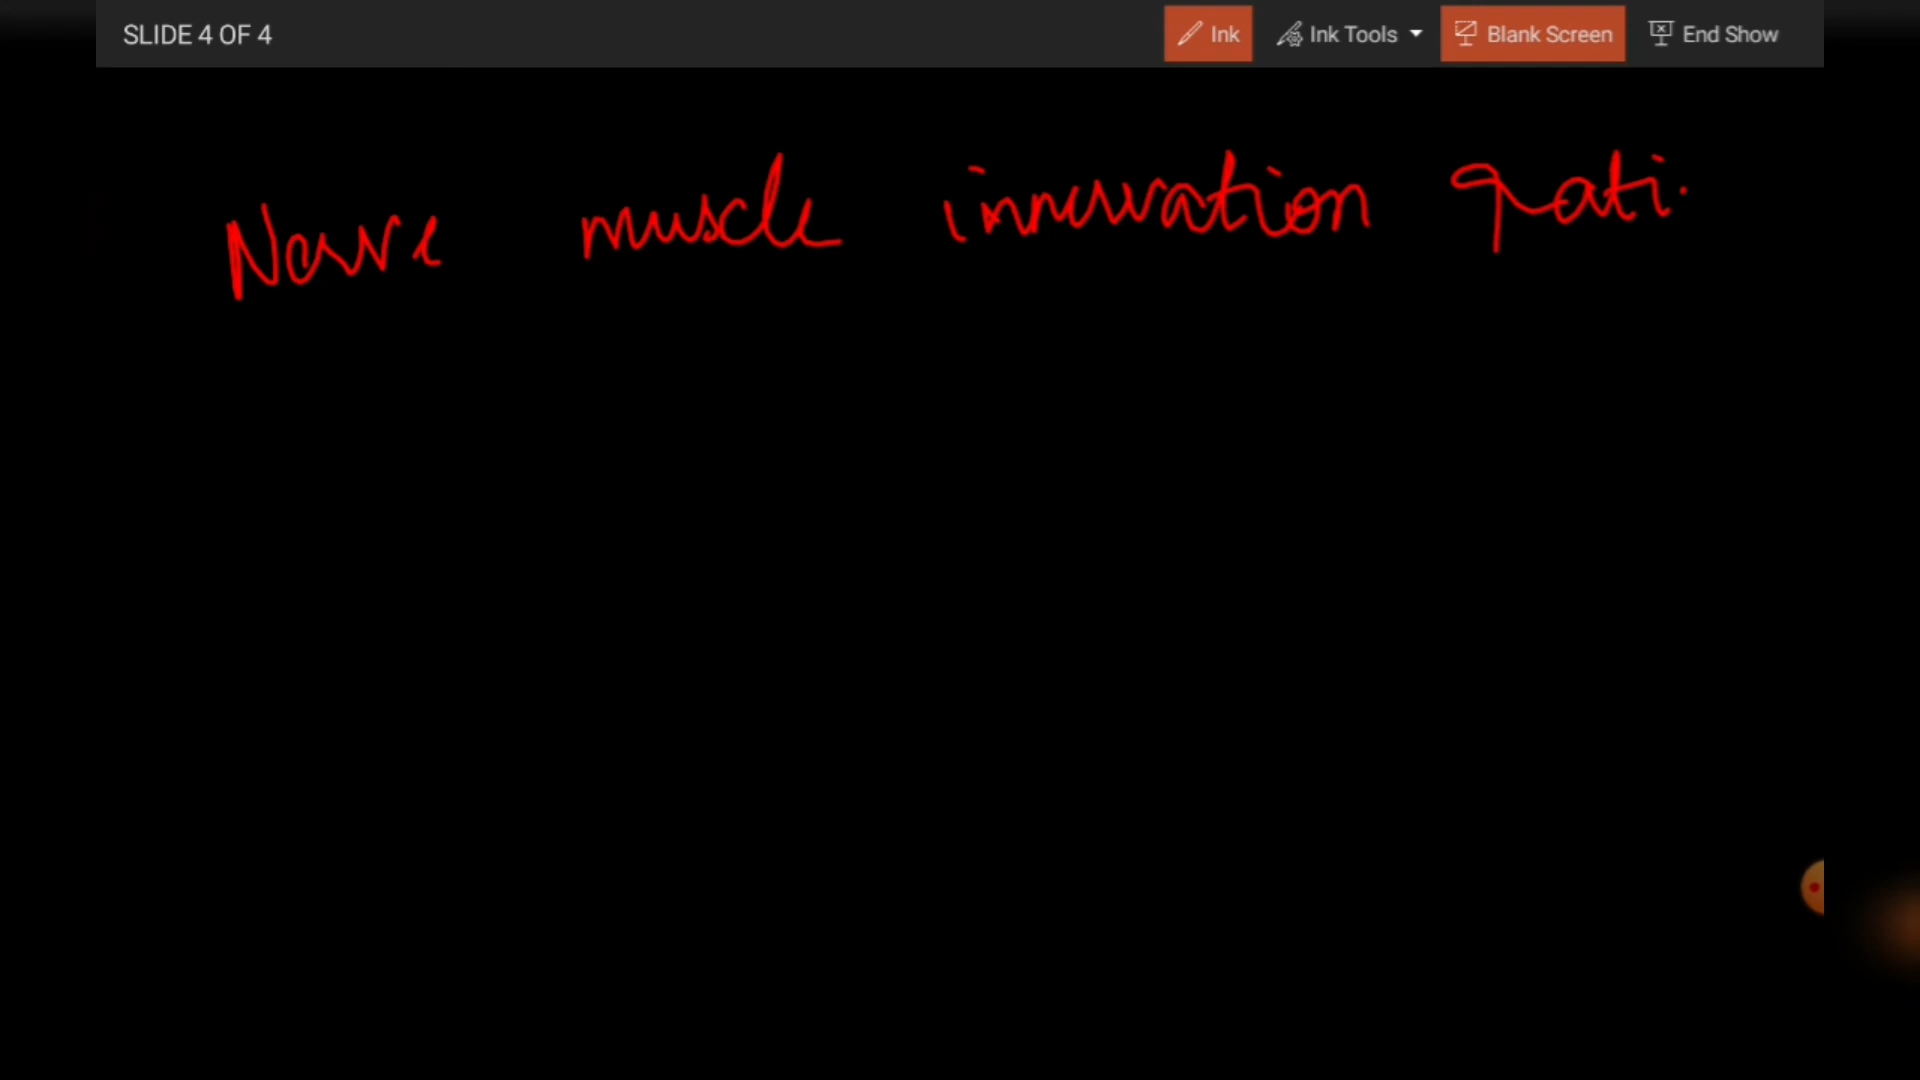 SLIDE 4 OF 4 Ink Ink Tools Blank Screen End Show
Nerve muscle innervation rati